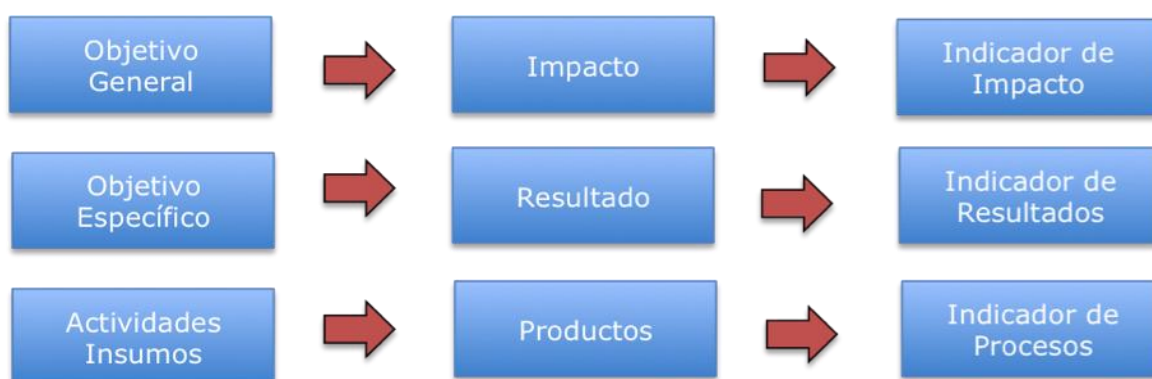 Objetivo
General
Impacto
Indicador de
Impacto
Objetivo
Específico
Resultado
Indicador de
Resultados
Actividades
Insumos
Productos
Indicador de
Procesos